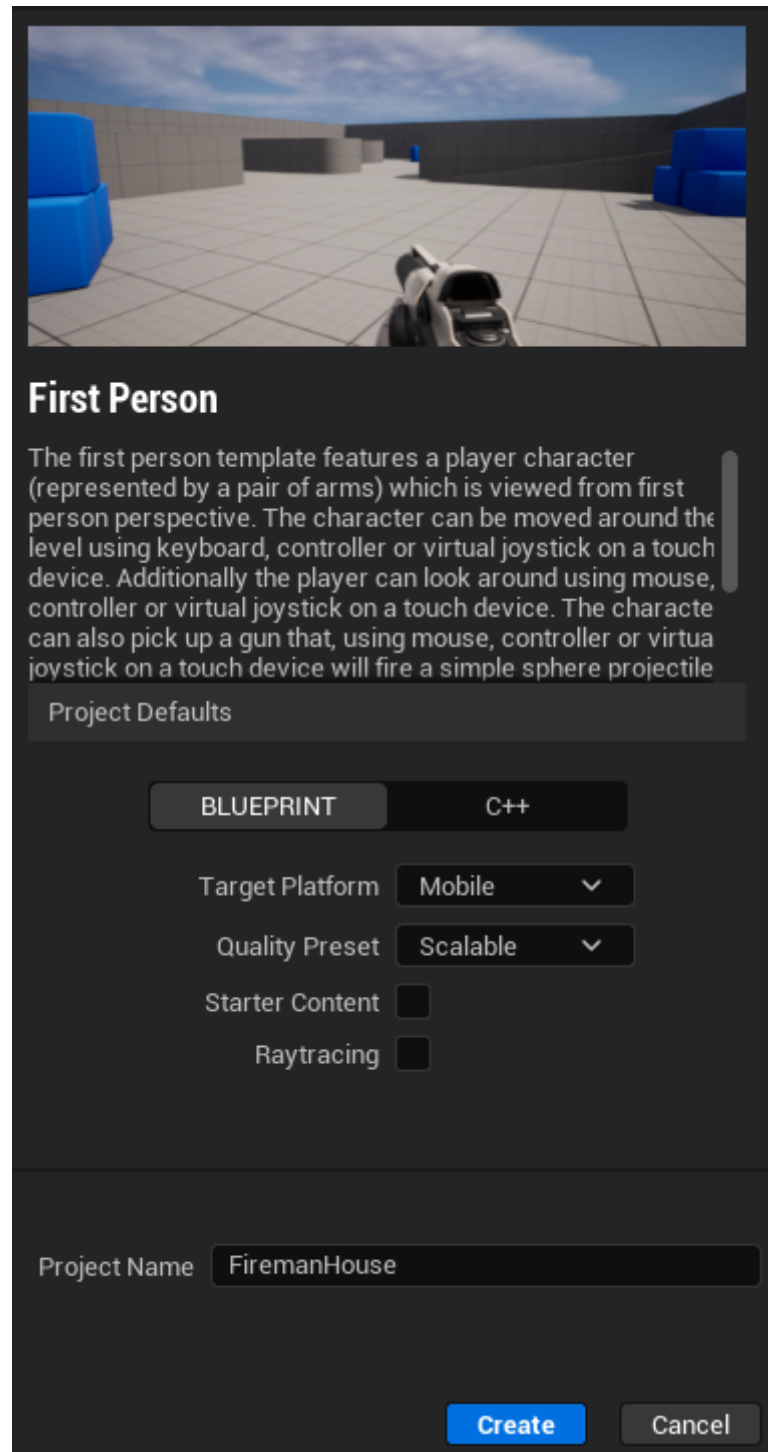 First Person
The first person template features a player character
(represented by a pair of arms) which is viewed from first
person perspective. The character can be moved around the
level using keyboard, controller or virtual joystick on a touch
device. Additionally the player can look around using mouse,
controller or virtual joystick on a touch device. The characte
can also pick up a gun that, using mouse, controller or virtua
joystick on a touch device will fire a simple sphere projectile
Project Defaults
BLUEPRINT C++
Target Platform Mobile
Quality Preset Scalable
Starter Content
Raytracing
Project Name FiremanHouse
Create Cancel